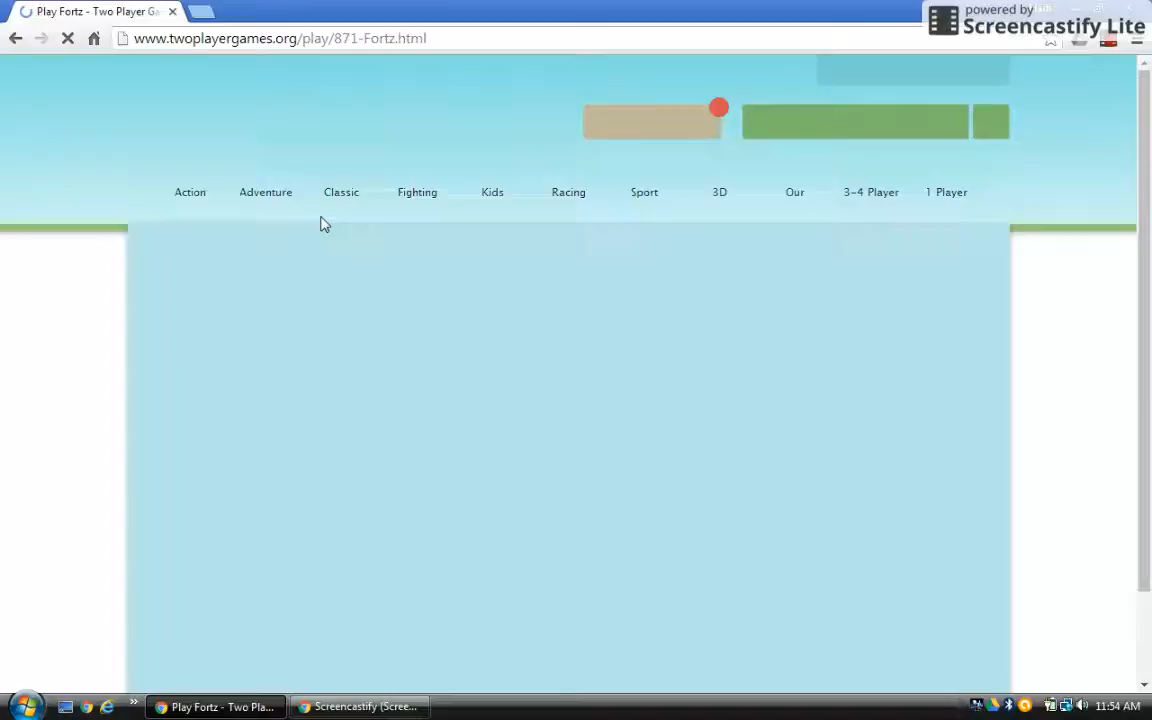 Play Fortz - Two Player Ga
powered by
Screencastify Lite
www.twoplayergames.org/play/871-Fortz.html
Action Adventure Classic Fighting Kids Racing Sport 3D Our 3-4 Player 1 Player
Play Fortz - Two Pla... Screencastify (Scree... 11:54 AM